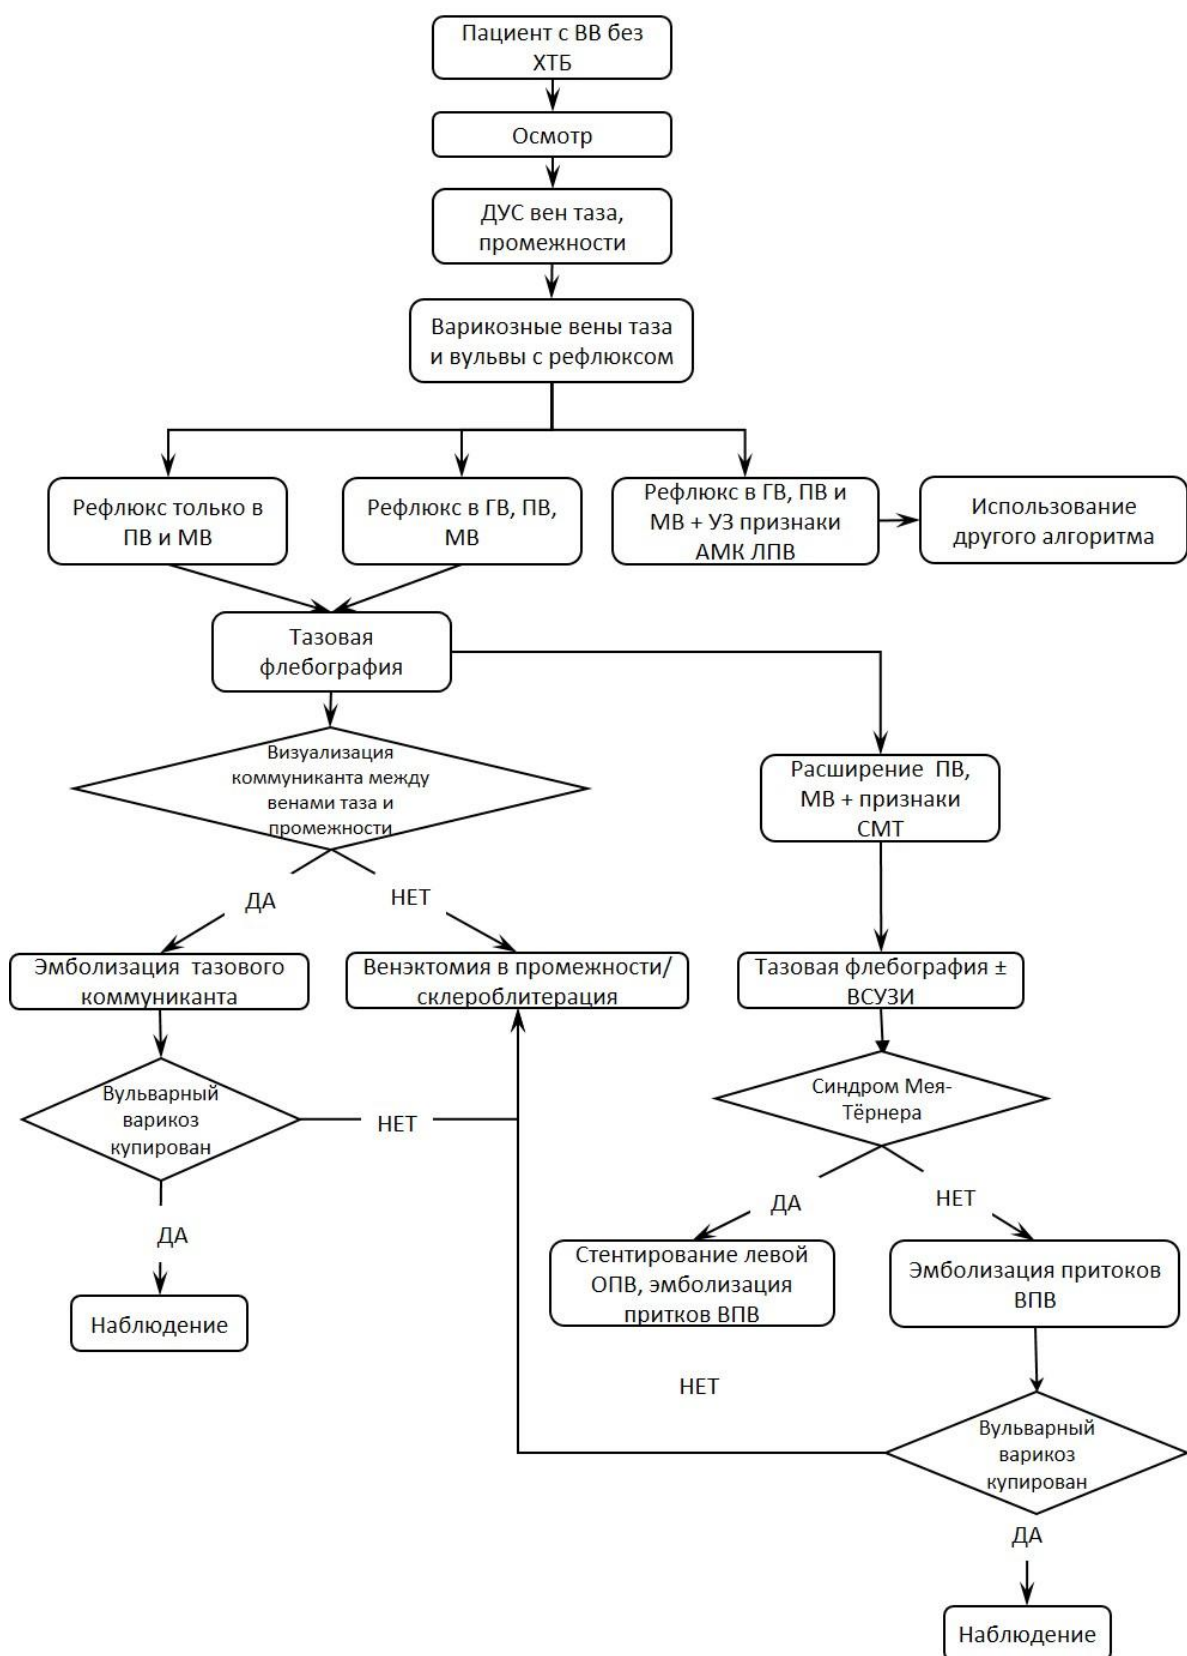 Пациент с ВВ без
ХТБ
Осмотр
ДУС вен таза,
промежности
Варикозные вены таза
и вульвы с рефлюксом
Рефлюкс только в
ПВ и МВ
Рефлюкс в ГВ, ПВ,
МВ
Рефлюкс в ГВ, ПВ и
МВ + УЗ признаки
АМК ЛПВ
Использование
другого алгоритма
Тазовая
флебография
Визуализация
коммуниканта между
венами таза и
промежности
Расширение ПВ,
МВ + признаки
СМТ
ДА
НЕТ
Эмболизация тазового
коммуниканта
Венэктомия в промежности/
склероблитерация
Тазовая флебография ±
ВСУЗИ
Вульварный
варикоз
купирован
НЕТ
Синдром Мея-
Тёрнера
ДА
НЕТ
ДА
Стентирование левой
ОПВ, эмболизация
притков ВПВ
Эмболизация притоков
ВПВ
Наблюдение
НЕТ
Вульварный
варикоз
купирован
ДА
Наблюдение